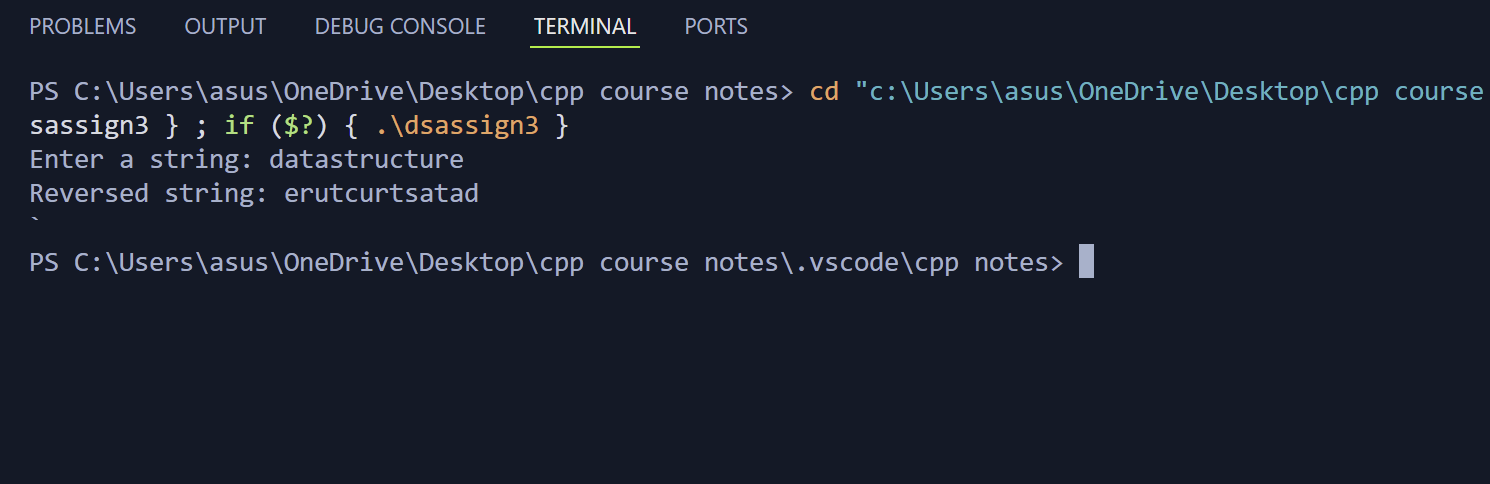 PROBLEMS OUTPUT DEBUG CONSOLE TERMINAL PORTS
PS C:\Users\asus\OneDrive\Desktop\cpp course notes> cd "c:\Users\asus\OneDrive\Desktop\cpp course
sassign3 } ; if ($?) { .\dsassign3 }
Enter a string: datastructure
Reversed string: erutcurtsatad
`
PS C:\Users\asus\OneDrive\Desktop\cpp course notes\.vscode\cpp notes>